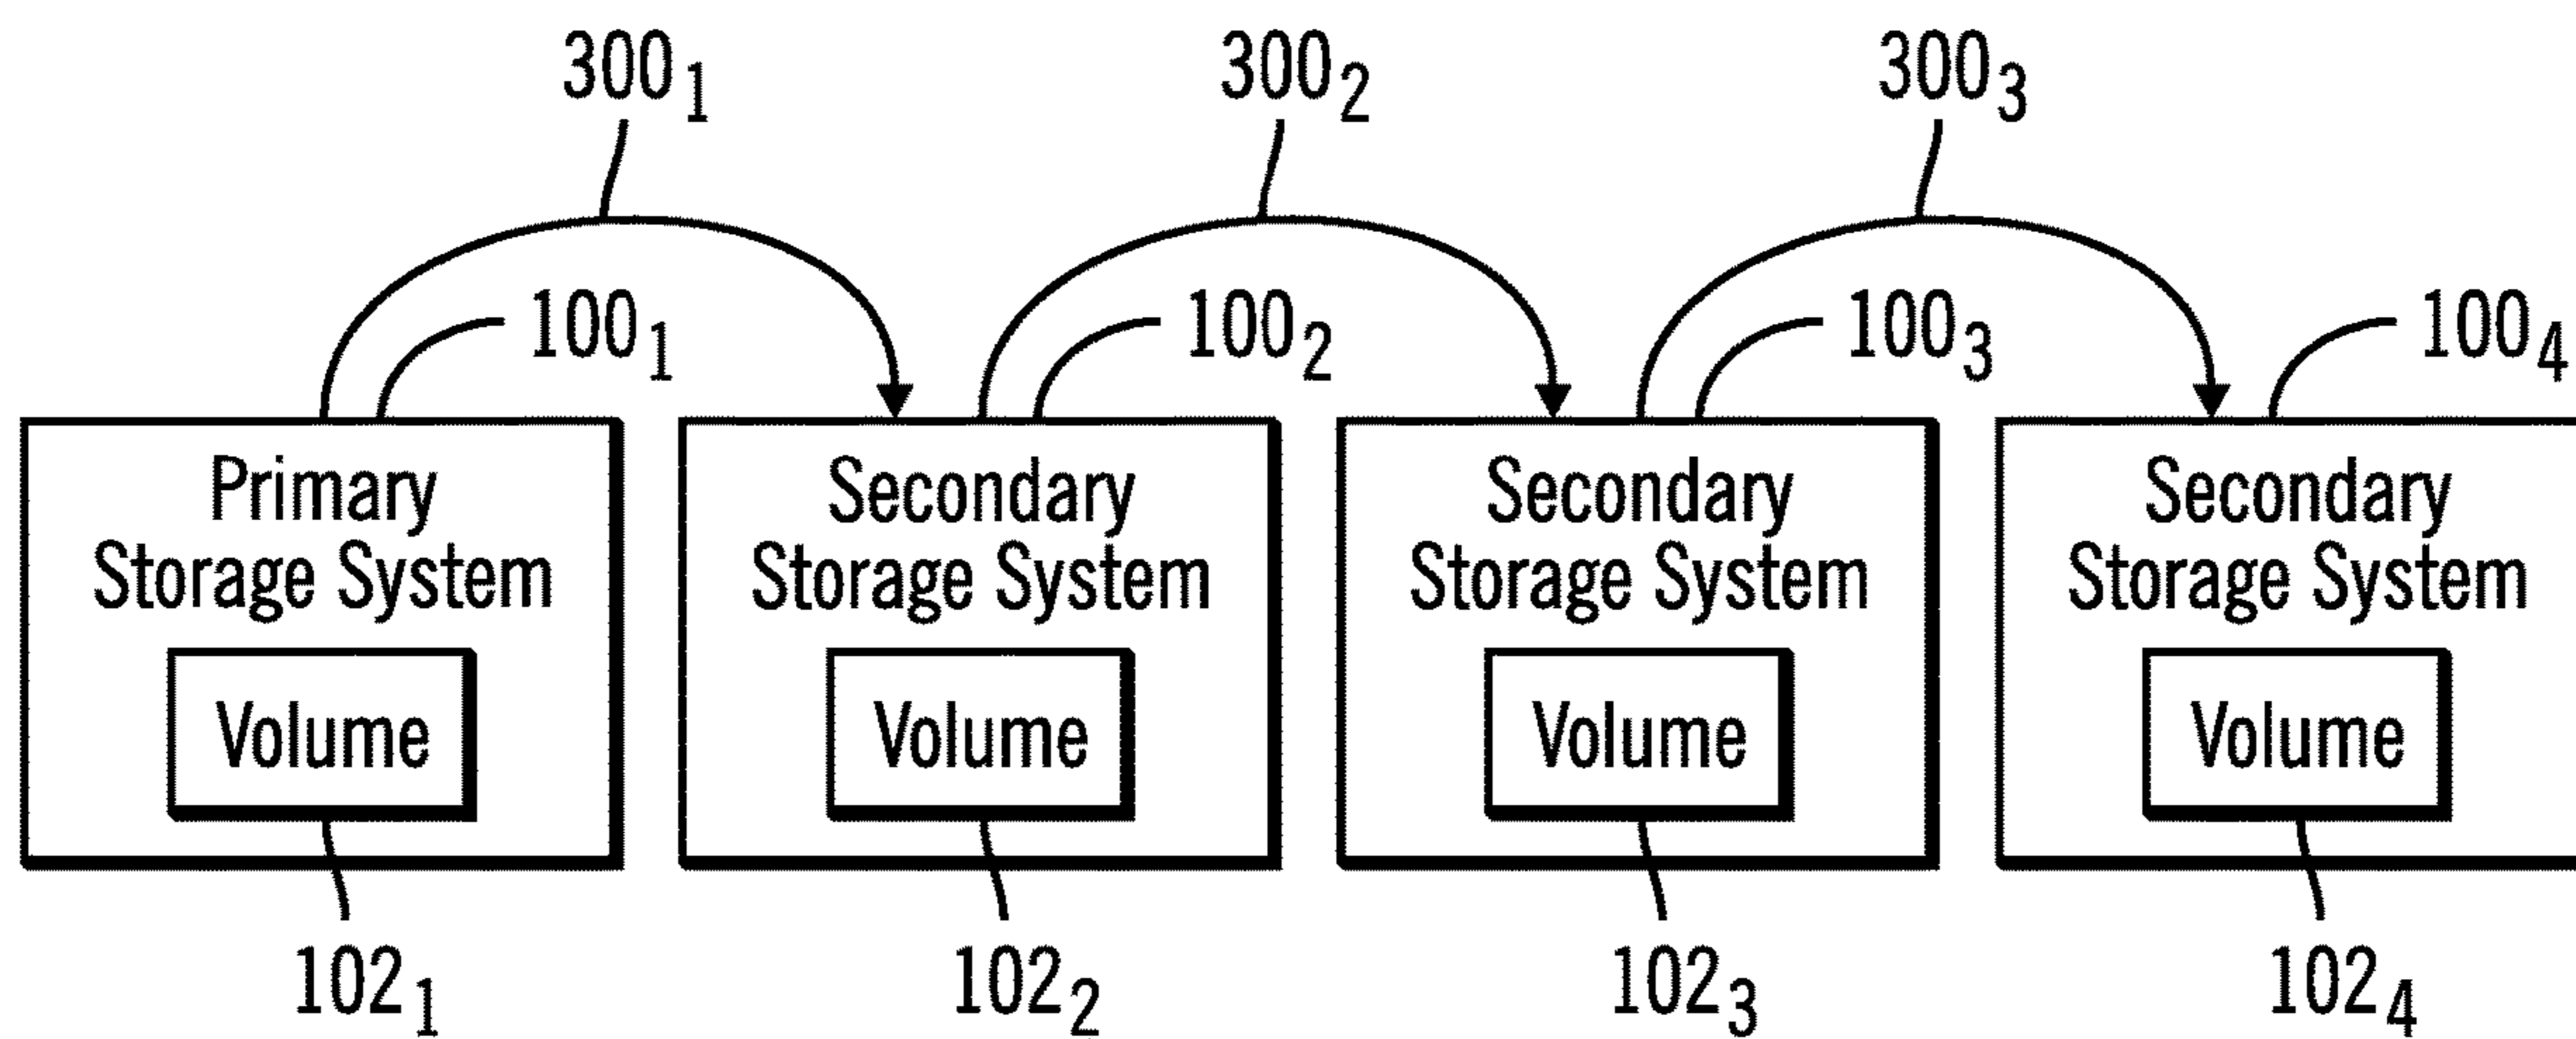 300₁ 300₂ 300₃
100₁ 100₂ 100₃ 100₄
Primary Storage System
Secondary Storage System
Secondary Storage System
Secondary Storage System
Volume Volume Volume Volume
102₁ 102₂ 102₃ 102₄